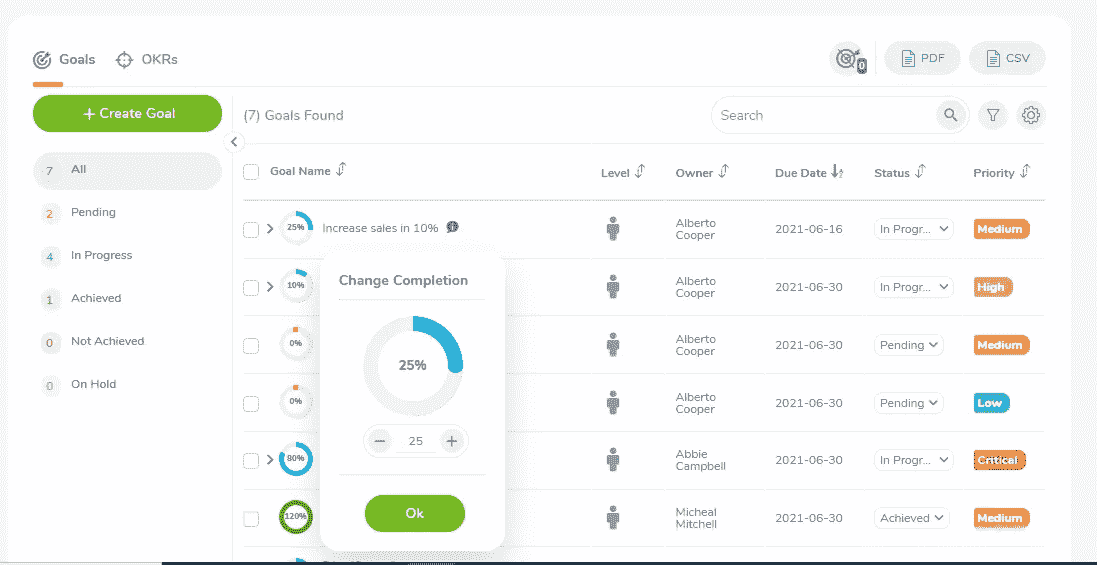 Goals OKRs 0 PDF CSV
+ Create Goal
(7) Goals Found Search
7 All
2 Pending
4 In Progress
1 Achieved
0 Not Achieved
0 On Hold
Goal Name Level Owner Due Date Status Priority
25% Increase sales in 10% Alberto Cooper 2021-06-16 In Progr... Medium
10% Alberto Cooper 2021-06-30 In Progr... High
0% Alberto Cooper 2021-06-30 Pending Medium
0% Alberto Cooper 2021-06-30 Pending Low
80% Abbie Campbell 2021-06-30 In Progr... Critical
120% Micheal Mitchell 2021-06-30 Achieved Medium
Change Completion
25%
− 25 +
Ok